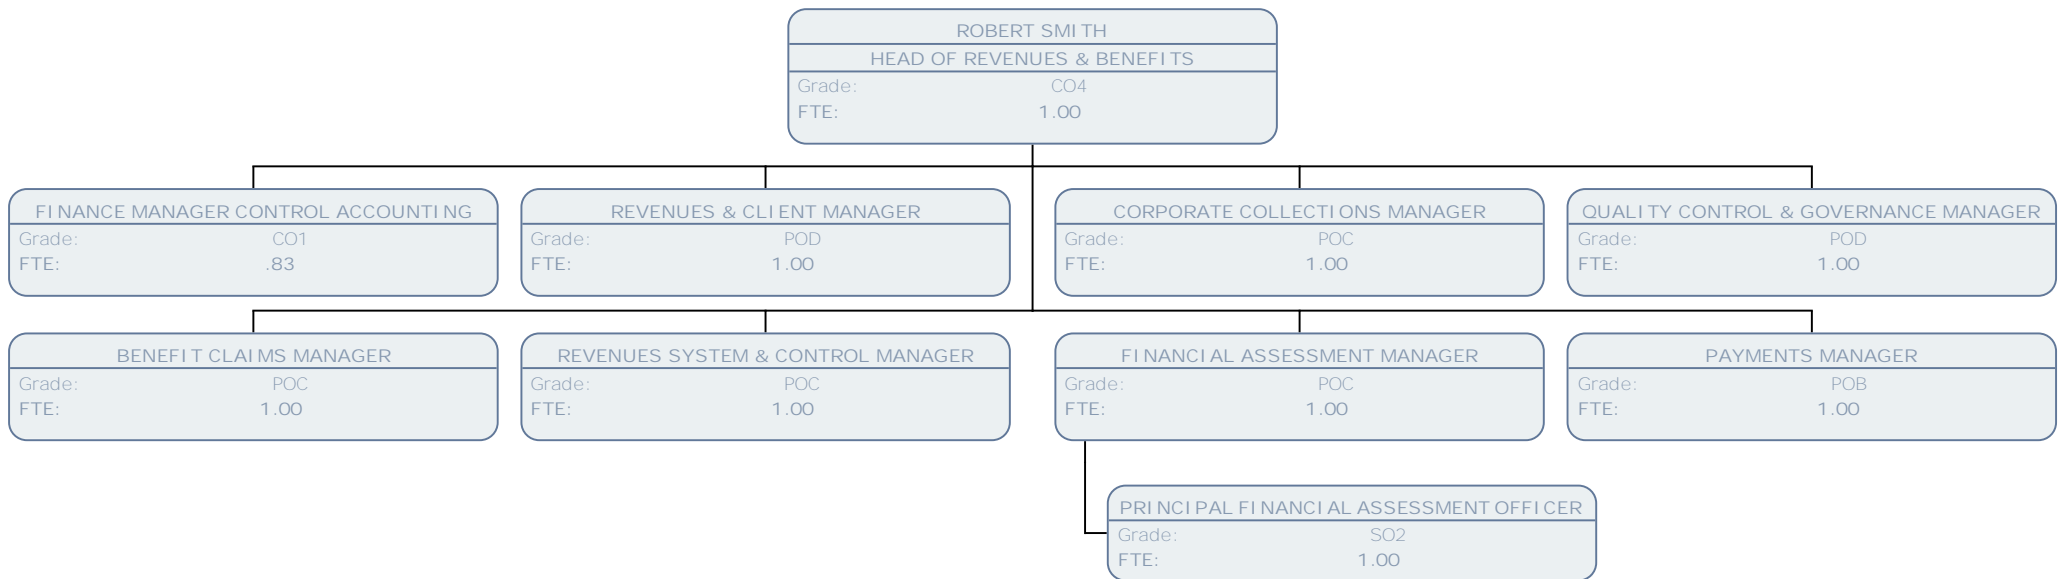 ROBERT SMITH
HEAD OF REVENUES & BENEFITS
Grade: CO4
FTE: 1.00
FINANCE MANAGER CONTROL ACCOUNTING
Grade: CO1
FTE: .83
REVENUES & CLIENT MANAGER
Grade: POD
FTE: 1.00
CORPORATE COLLECTIONS MANAGER
Grade: POC
FTE: 1.00
QUALITY CONTROL & GOVERNANCE MANAGER
Grade: POD
FTE: 1.00
BENEFIT CLAIMS MANAGER
Grade: POC
FTE: 1.00
REVENUES SYSTEM & CONTROL MANAGER
Grade: POC
FTE: 1.00
FINANCIAL ASSESSMENT MANAGER
Grade: POC
FTE: 1.00
PAYMENTS MANAGER
Grade: POB
FTE: 1.00
PRINCIPAL FINANCIAL ASSESSMENT OFFICER
Grade: SO2
FTE: 1.00